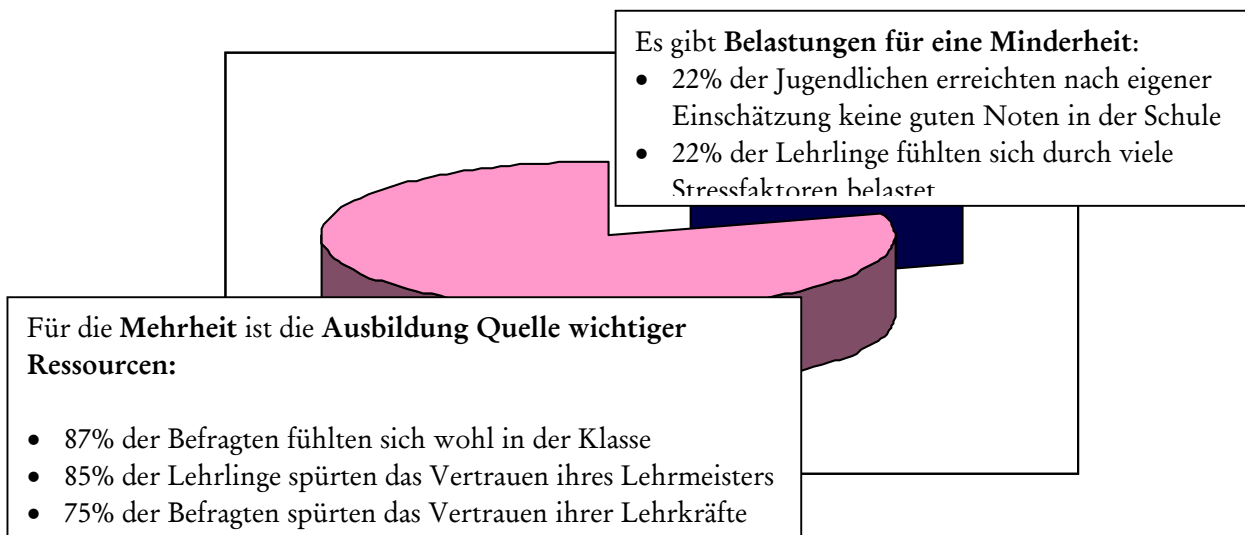 Es gibt Belastungen für eine Minderheit:
• 22% der Jugendlichen erreichten nach eigener
Einschätzung keine guten Noten in der Schule
• 22% der Lehrlinge fühlten sich durch viele
Stressfaktoren belastet
Für die Mehrheit ist die Ausbildung Quelle wichtiger
Ressourcen:
• 87% der Befragten fühlten sich wohl in der Klasse
• 85% der Lehrlinge spürten das Vertrauen ihres Lehrmeisters
• 75% der Befragten spürten das Vertrauen ihrer Lehrkräfte